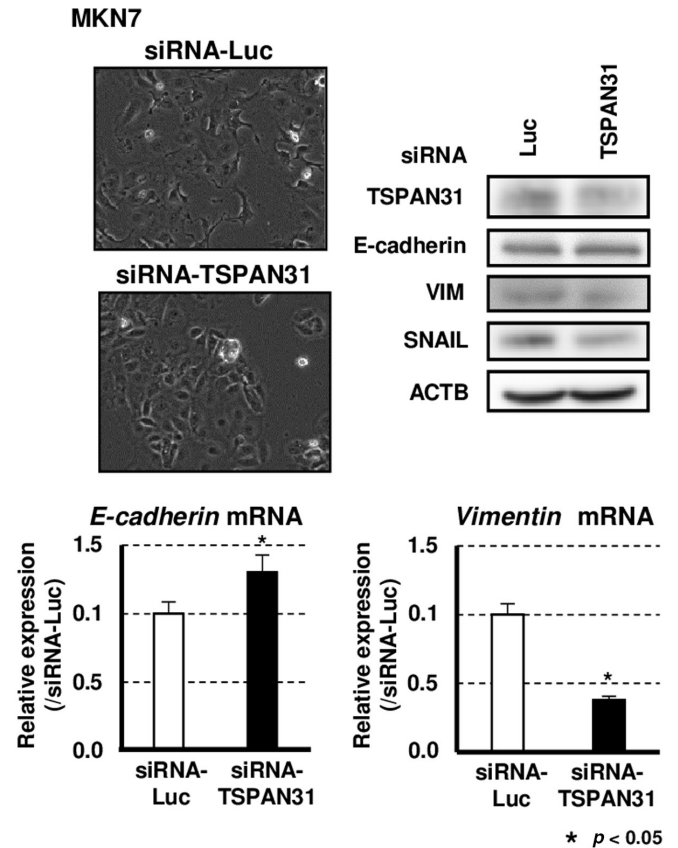 MKN7
siRNA-Luc
siRNA-TSPAN31
siRNA
Luc
TSPAN31
TSPAN31
E-cadherin
VIM
SNAIL
ACTB
E-cadherin mRNA
Relative expression
(/siRNA-Luc)
1.5
0.1
0.5
0.0
*
siRNA-
Luc
siRNA-
TSPAN31
Vimentin mRNA
Relative expression
(/siRNA-Luc)
1.5
0.1
0.5
0.0
*
siRNA-
Luc
siRNA-
TSPAN31
* p < 0.05